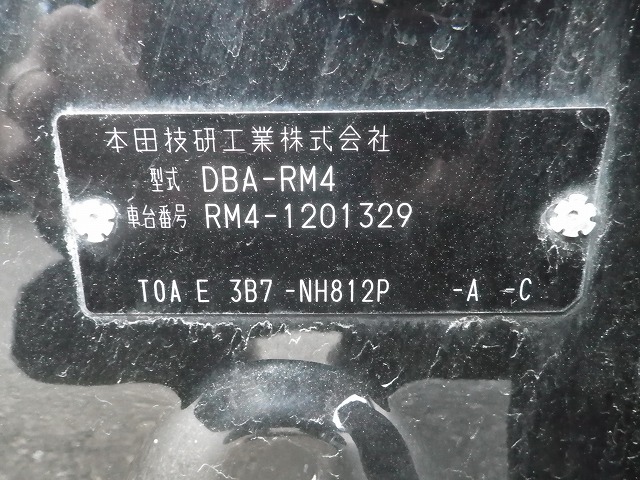 本田技研工業株式会社
型式 DBA-RM4
車台番号 RM4-1201329
T0A E 3B7 -NH812P -A -C